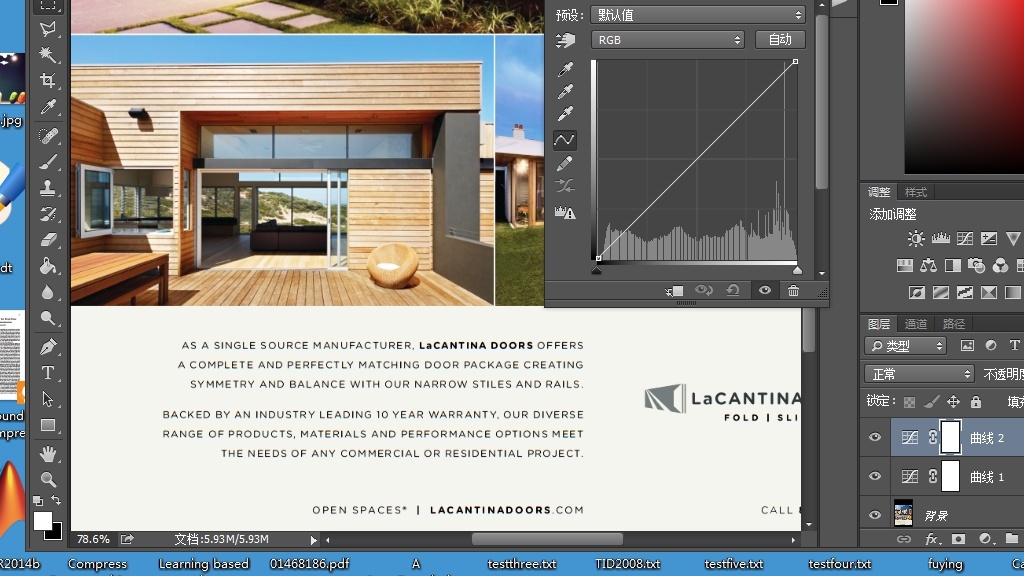 预设: 默认值
RGB
自动
.jpg
dt
AS A SINGLE SOURCE MANUFACTURER, LaCANTINA DOORS OFFERS
A COMPLETE AND PERFECTLY MATCHING DOOR PACKAGE CREATING
SYMMETRY AND BALANCE WITH OUR NARROW STILES AND RAILS.
BACKED BY AN INDUSTRY LEADING 10 YEAR WARRANTY, OUR DIVERSE
RANGE OF PRODUCTS, MATERIALS AND PERFORMANCE OPTIONS MEET
THE NEEDS OF ANY COMMERCIAL OR RESIDENTIAL PROJECT.
OPEN SPACES® | LACANTINADOORS.COM
LaCANTINA
FOLD | SLI
CALL
调整 样式
添加调整
图层 通道 路径
类型
正常 不透明度
锁定: 填充
曲线 2
曲线 1
背景
fx
78.6% 文档:5.93M/5.93M
R2014b Compress Learning based 01468186.pdf A testthree.txt TID2008.txt testfive.txt testfour.txt fuying Ca